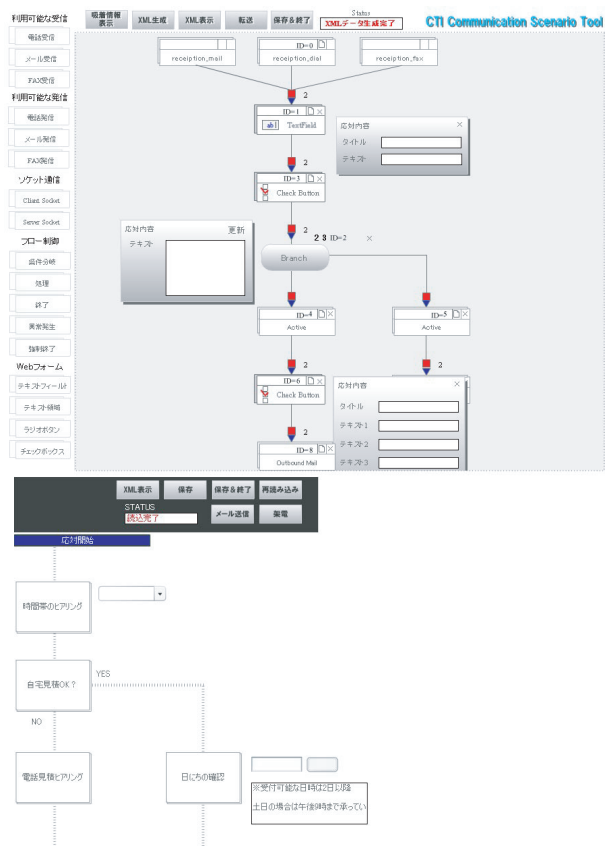 利用可能な受信
電話受信
メール受信
FAX受信
利用可能な発信
電話発信
メール発信
FAX発信
ソケット通信
Client Socket
Server Socket
フロー制御
条件分岐
処理
終了
異常発生
強制終了
Webフォーム
テキストフィールド
テキスト領域
ラジオボタン
チェックボックス
吸着情報
表示
XML生成
XML表示
転送
保存&終了
Status
XMLデータ生成完了
CTI Communication Scenario Tool
receiption_mail
ID=0
receiption_dial
receiption_fax
2
ID=1
ab1 TextField
応対内容
タイトル
テキスト
2
ID=3
Check Button
2
2 3 ID=2
Branch
応対内容 更新
テキスト
ID=4
Active
ID=5
Active
2
2
ID=6
Check Button
2
ID=8
Outbound Mail
応対内容
タイトル
テキスト1
テキスト2
テキスト3
XML表示
保存
保存&終了
再読み込み
STATUS
読込完了
メール送信
架電
応対開始
時間帯のヒアリング
自宅見積OK?
YES
NO
電話見積ヒアリング
日にちの確認
※受付可能な日時は2日以降
土日の場合は午後9時まで承ってい